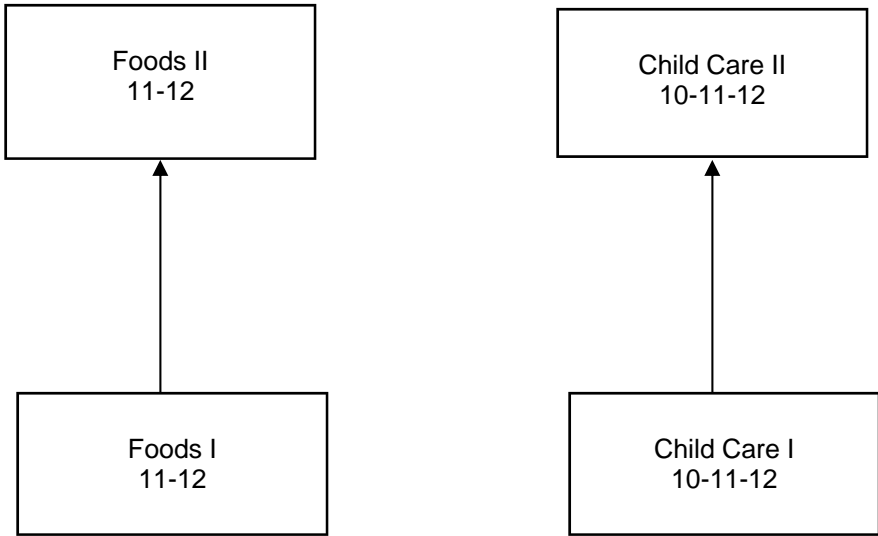 Foods II
11-12
Child Care II
10-11-12
Foods I
11-12
Child Care I
10-11-12